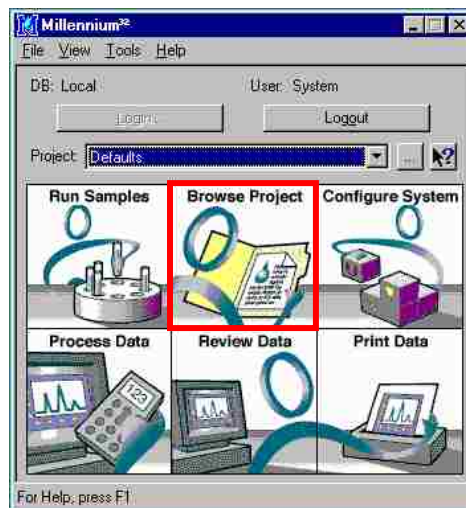 Millennium³²
File View Tools Help
DB: Local User: System
Login... Logout
Project: Defaults ...
Run Samples Browse Project Configure System
123
Process Data Review Data Print Data
For Help, press F1